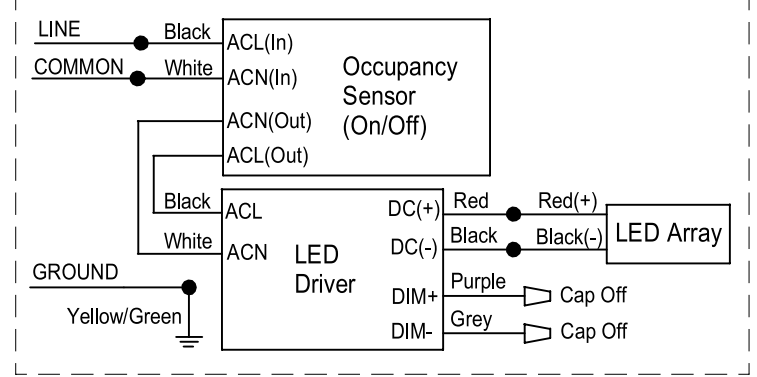 LINE
Black
ACL(In)
COMMON
White
ACN(In)
Occupancy
Sensor
(On/Off)
ACN(Out)
ACL(Out)
Black
ACL
White
ACN
LED
Driver
DC(+)
Red
Red(+)
DC(-)
Black
Black(-)
LED Array
DIM+
Purple
Cap Off
DIM-
Grey
Cap Off
GROUND
Yellow/Green